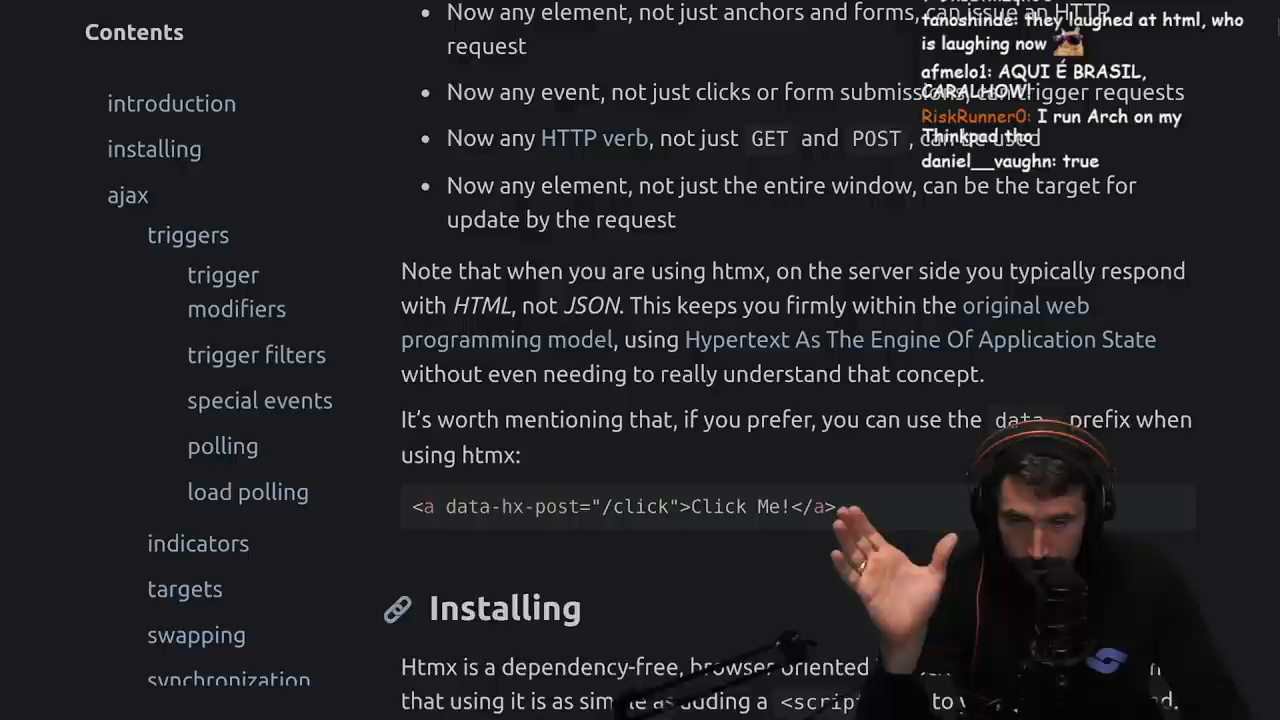 Contents
introduction
installing
ajax
triggers
trigger
modifiers
trigger filters
special events
polling
load polling
indicators
targets
swapping
synchronization
Now any element, not just anchors and forms, can issue an HTTP
request
Now any event, not just clicks or form submissions, can trigger requests
Now any HTTP verb, not just GET and POST, can be used
Now any element, not just the entire window, can be the target for
update by the request
Note that when you are using htmx, on the server side you typically respond
with HTML, not JSON. This keeps you firmly within the original web
programming model, using Hypertext As The Engine Of Application State
without even needing to really understand that concept.
It's worth mentioning that, if you prefer, you can use the data- prefix when
using htmx:
<a data-hx-post="/click">Click Me!</a>
Installing
Htmx is a dependency-free, browser oriented
that using it is as simple as adding a <script
tanoshinde: they laughed at html, who
is laughing now
afmelo1: AQUI É BRASIL,
CARALHOW!
RiskRunner0: I run Arch on my
Thinkpad tho
daniel__vaughn: true